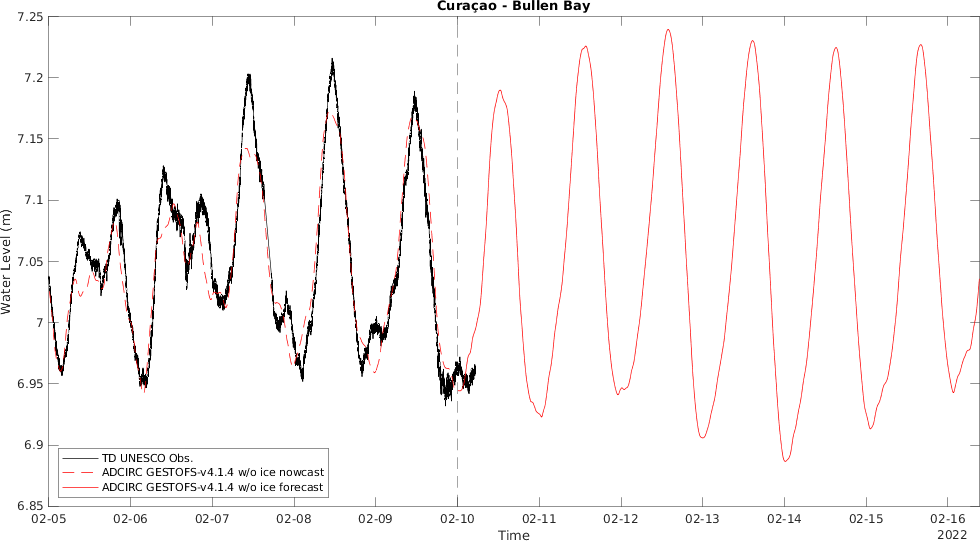 Curaçao - Bullen Bay
7.25
7.2
7.15
7.1
7.05
7
6.95
6.9
6.85
Water Level (m)
TD UNESCO Obs.
ADCIRC GESTOFS-v4.1.4 w/o ice nowcast
ADCIRC GESTOFS-v4.1.4 w/o ice forecast
02-05 02-06 02-07 02-08 02-09 02-10 02-11 02-12 02-13 02-14 02-15 02-16
Time
2022